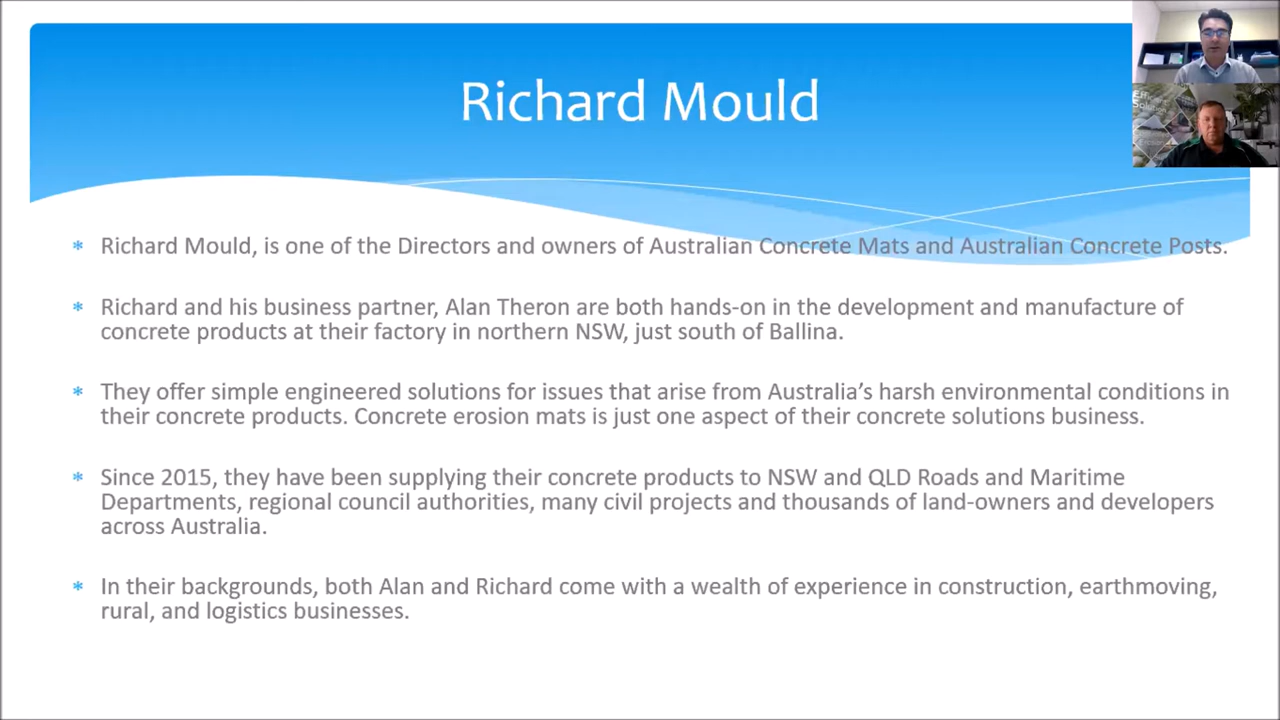 Richard Mould
* Richard Mould, is one of the Directors and owners of Australian Concrete Mats and Australian Concrete Posts.
* Richard and his business partner, Alan Theron are both hands-on in the development and manufacture of
concrete products at their factory in northern NSW, just south of Ballina.
* They offer simple engineered solutions for issues that arise from Australia’s harsh environmental conditions in
their concrete products. Concrete erosion mats is just one aspect of their concrete solutions business.
* Since 2015, they have been supplying their concrete products to NSW and QLD Roads and Maritime
Departments, regional council authorities, many civil projects and thousands of land-owners and developers
across Australia.
* In their backgrounds, both Alan and Richard come with a wealth of experience in construction, earthmoving,
rural, and logistics businesses.